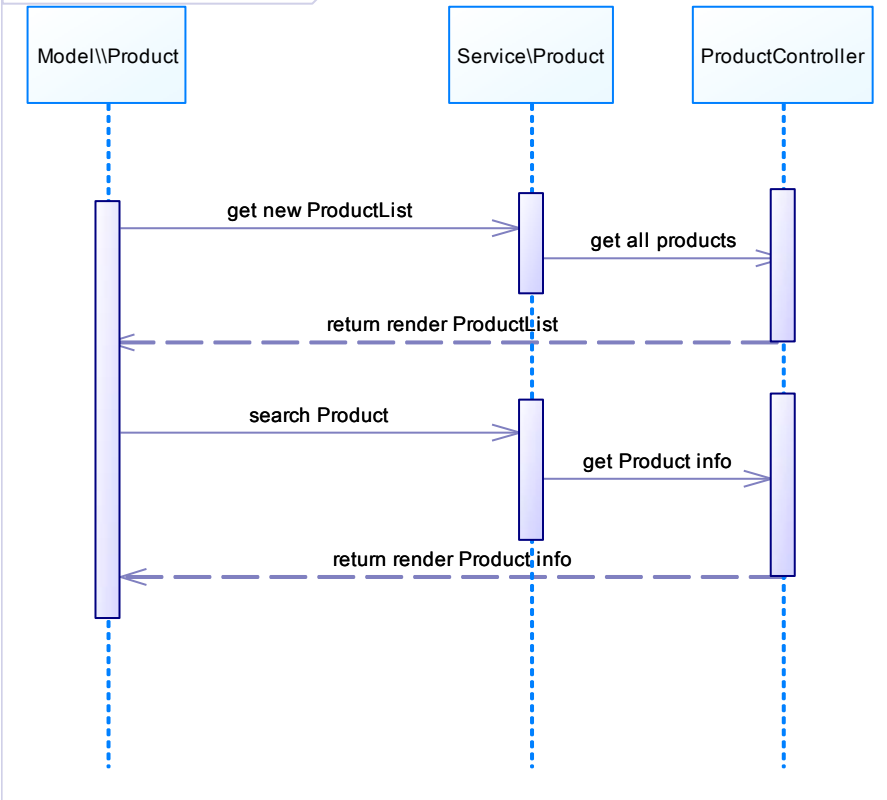 Model\\Product
Service\Product
ProductController
get new ProductList
get all products
return render ProductList
search Product
get Product info
return render Product info